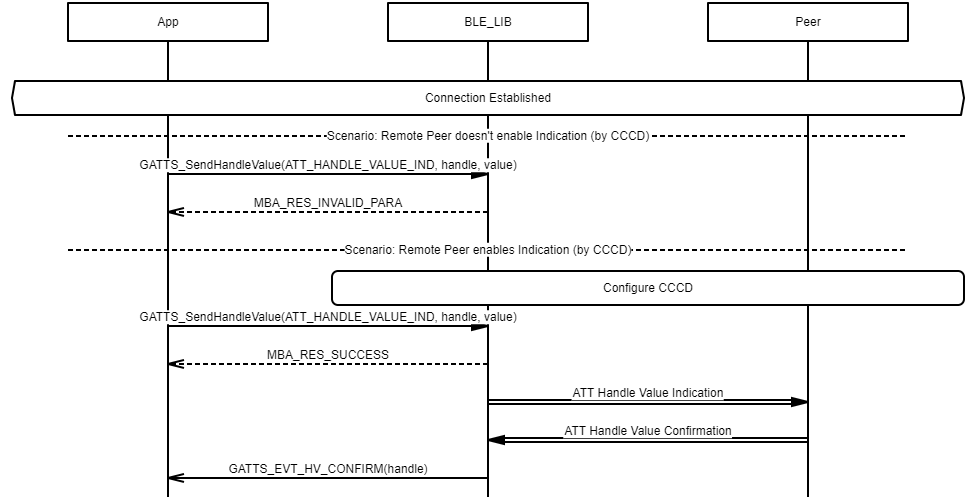 App
BLE_LIB
Peer
Connection Established
Scenario: Remote Peer doesn't enable Indication (by CCCD)
GATTS_SendHandleValue(ATT_HANDLE_VALUE_IND, handle, value)
MBA_RES_INVALID_PARA
Scenario: Remote Peer enables Indication (by CCCD)
Configure CCCD
GATTS_SendHandleValue(ATT_HANDLE_VALUE_IND, handle, value)
MBA_RES_SUCCESS
ATT Handle Value Indication
ATT Handle Value Confirmation
GATTS_EVT_HV_CONFIRM(handle)